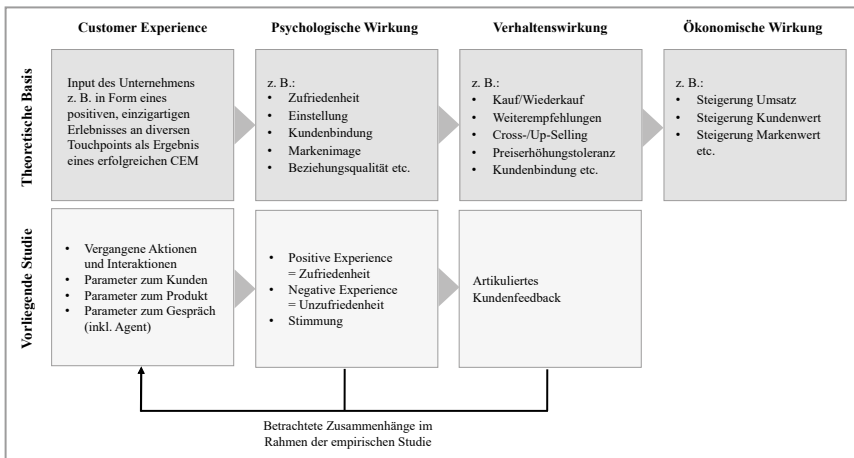 Customer Experience
Psychologische Wirkung
Verhaltenswirkung
Ökonomische Wirkung
Theoretische Basis
Input des Unternehmens
z. B. in Form eines
positiven, einzigartigen
Erlebnisses an diversen
Touchpoints als Ergebnis
eines erfolgreichen CEM
z. B.:
• Zufriedenheit
• Einstellung
• Kundenbindung
• Markenimage
• Beziehungsqualität etc.
z. B.:
• Kauf/Wiederkauf
• Weiterempfehlungen
• Cross-/Up-Selling
• Preiserhöhungstoleranz
• Kundenbindung etc.
z. B.:
• Steigerung Umsatz
• Steigerung Kundenwert
• Steigerung Markenwert
etc.
Vorliegende Studie
• Vergangene Aktionen
und Interaktionen
• Parameter zum Kunden
• Parameter zum Produkt
• Parameter zum Gespräch
(inkl. Agent)
• Positive Experience
= Zufriedenheit
• Negative Experience
= Unzufriedenheit
• Stimmung
Artikuliertes
Kundenfeedback
Betrachtete Zusammenhänge im
Rahmen der empirischen Studie